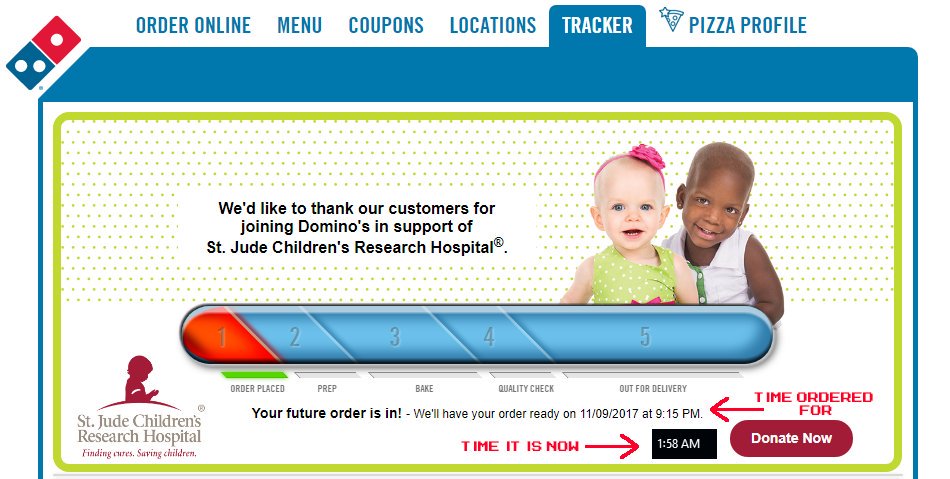 ORDER ONLINE MENU COUPONS LOCATIONS TRACKER PIZZA PROFILE
We'd like to thank our customers for
joining Domino's in support of
St. Jude Children's Research Hospital®.
1 2 3 4 5
ORDER PLACED PREP BAKE QUALITY CHECK OUT FOR DELIVERY
St. Jude Children's®
Research Hospital
Finding cures. Saving children.
Your future order is in! - We'll have your order ready on 11/09/2017 at 9:15 PM.
TIME ORDERED
FOR
TIME IT IS NOW
1:58 AM
Donate Now